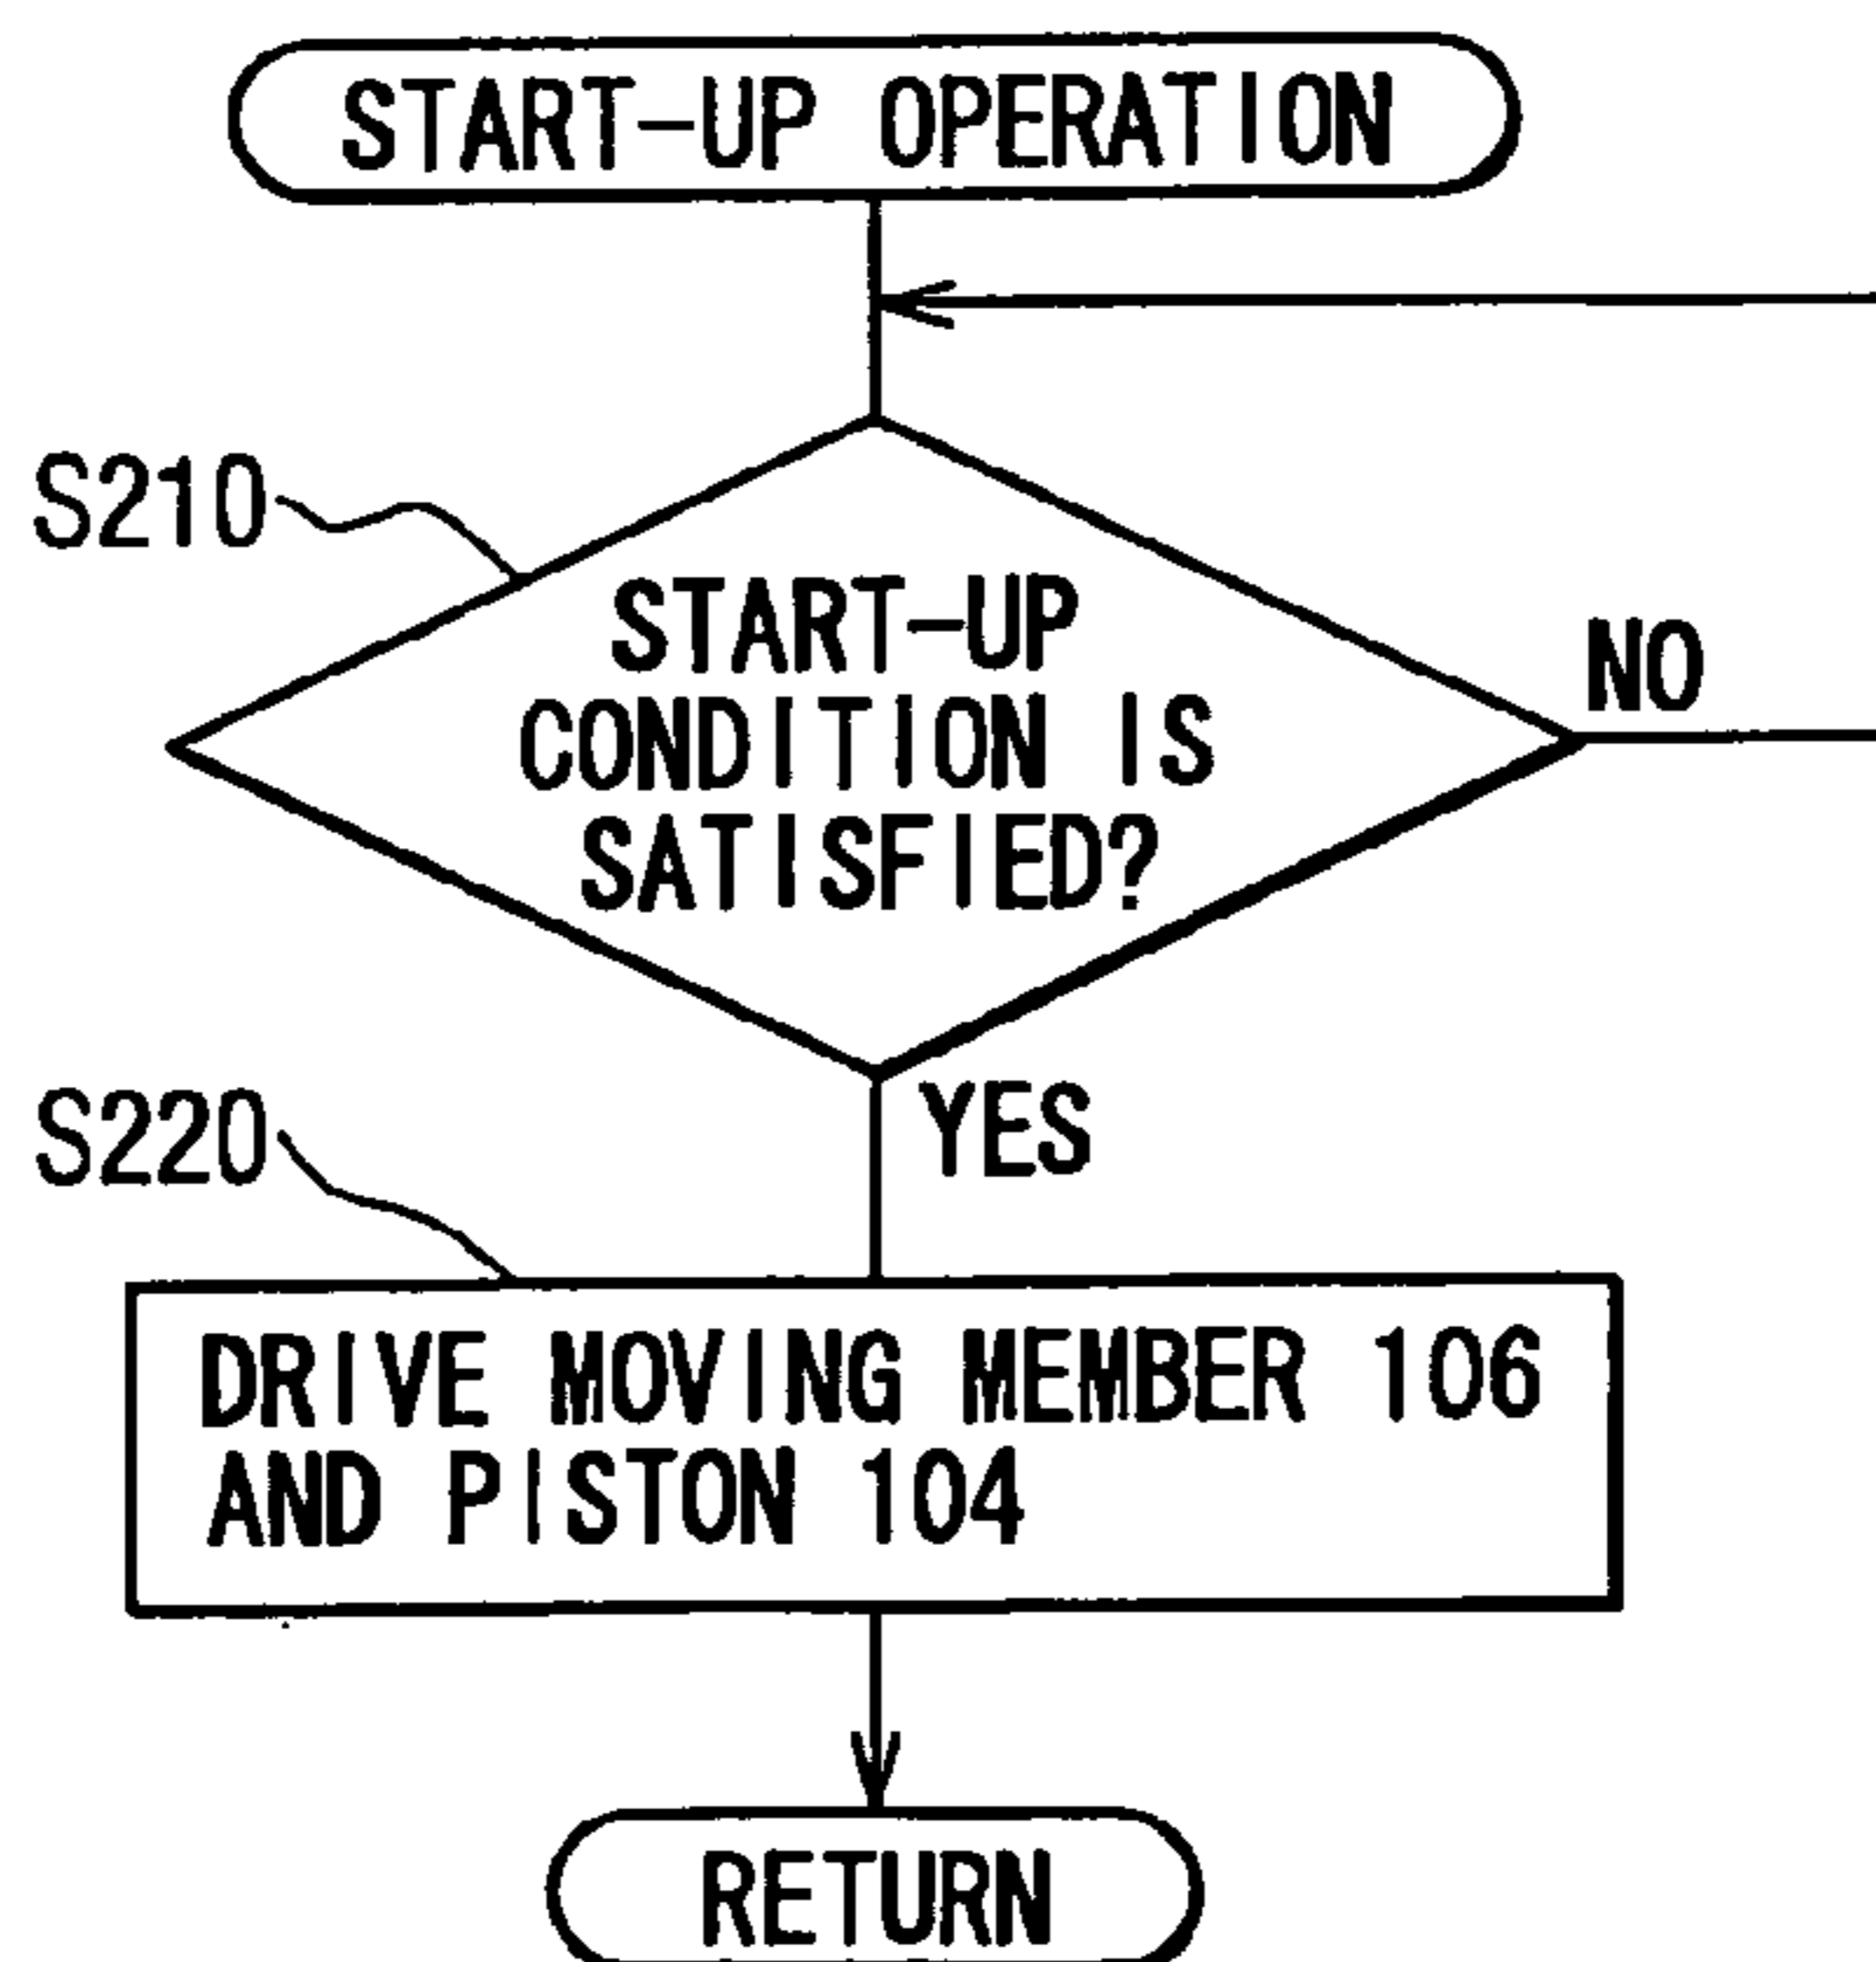 START-UP OPERATION
S210
START-UP
CONDITION IS
SATISFIED?
NO
YES
S220
DRIVE MOVING MEMBER 106
AND PISTON 104
RETURN